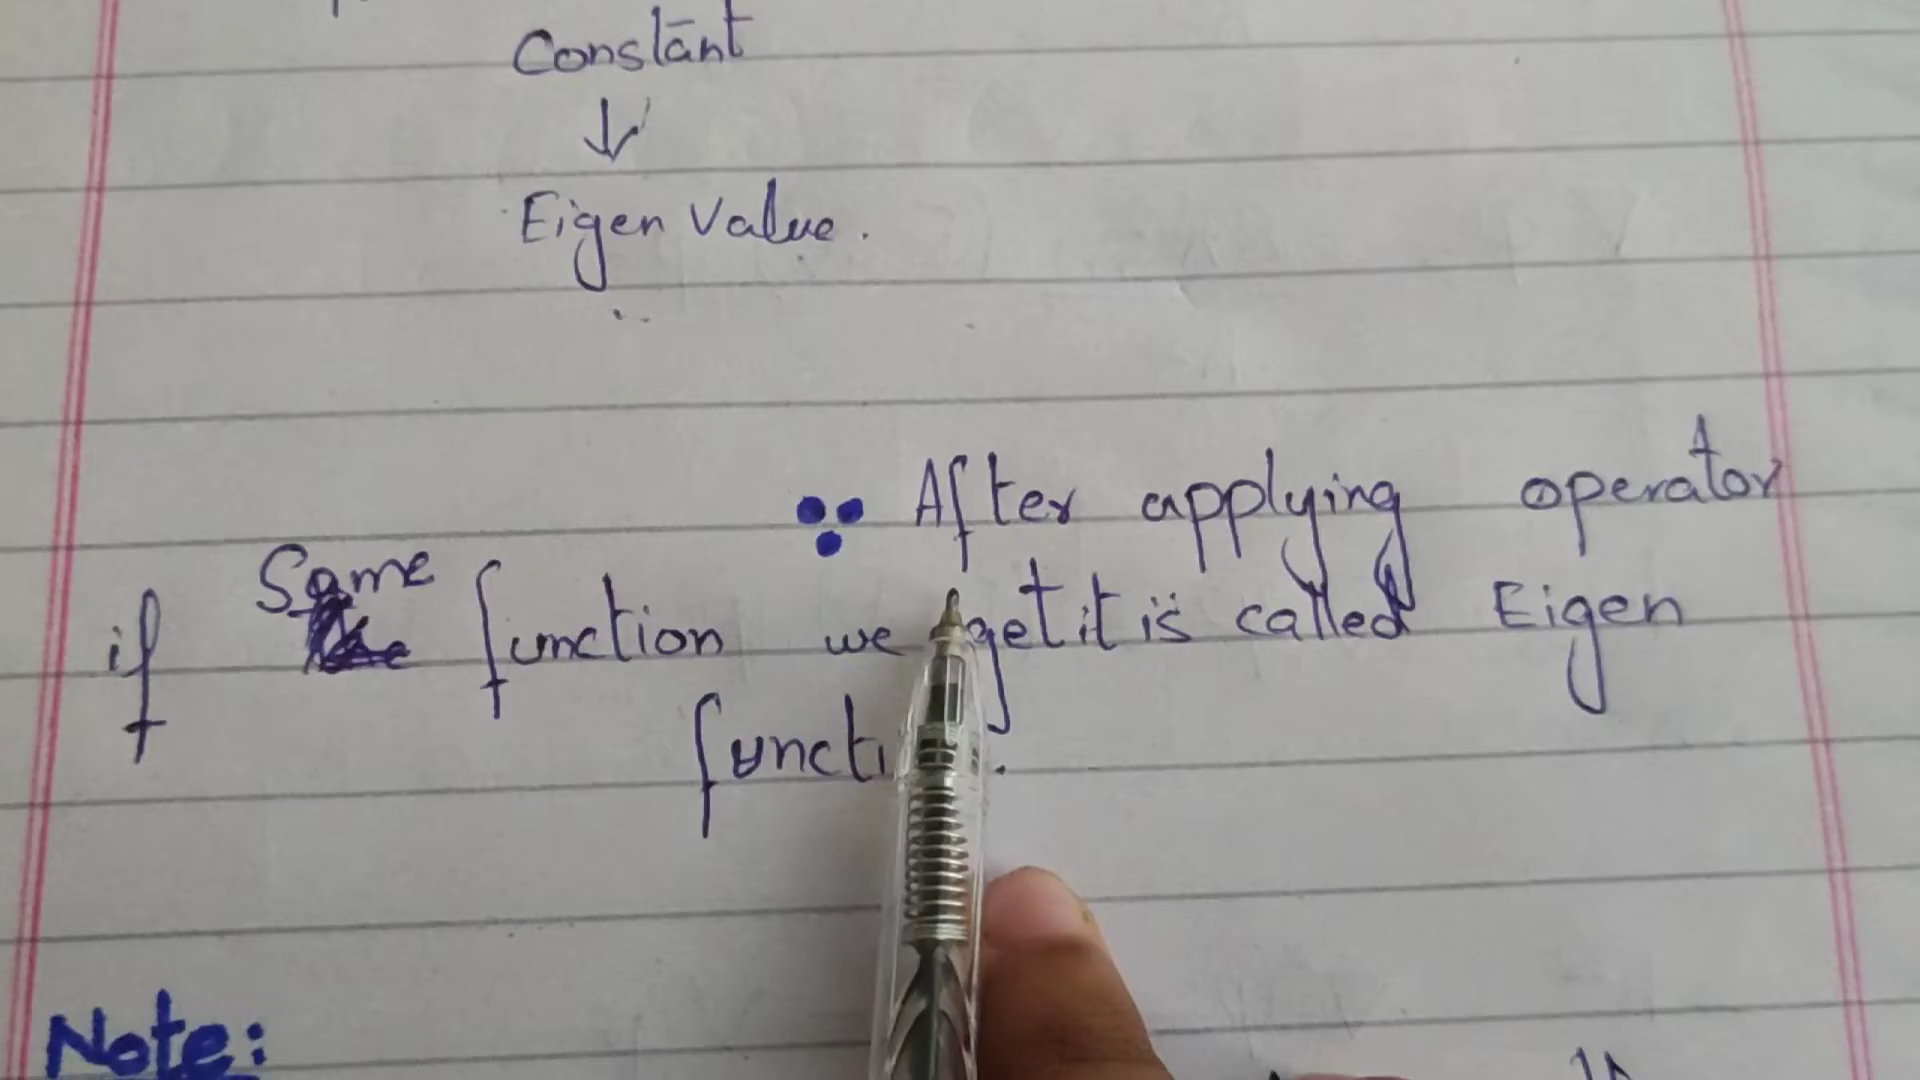 Constant
↓
Eigen Value.
∵ After applying operator
if Same function we get it is called Eigen
functi .
Note: